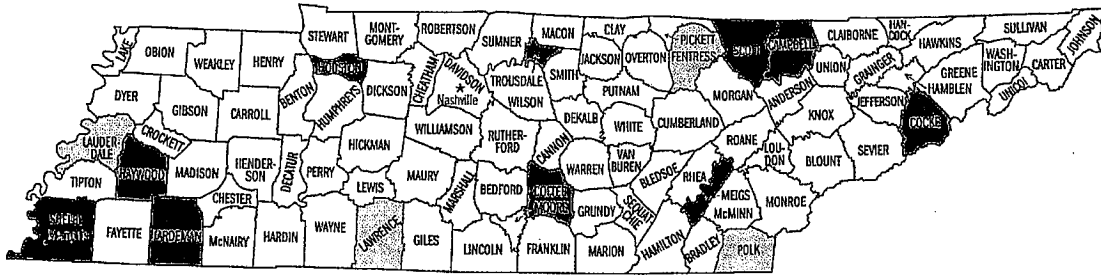 STEWART
MONT-
GOMERY
ROBERTSON
SUMNER
MACON
CLAY
PICKETT
SCOTT
CAMPBELL
CLAIBORNE
HAN-
COCK
HAWKINS
SULLIVAN
JOHNSON
LAKE
OBION
WEAKLEY
HENRY
HOUSTON
CHEATHAM
DAVIDSON
Nashville
TROUSDALE
SMITH
JACKSON
OVERTON
FENTRESS
UNION
GRAINGER
GREENE
HAMBLEN
WASH-
INGTON
UNICOI
CARTER
DYER
GIBSON
CARROLL
BENTON
HUMPHREYS
DICKSON
WILSON
DEKALB
PUTNAM
WHITE
CUMBERLAND
MORGAN
ANDERSON
KNOX
JEFFERSON
COCKE
LAUDER
DALE
CROCKETT
HAYWOOD
MADISON
HENDER-
SON
DECATUR
PERRY
HICKMAN
WILLIAMSON
RUTHER-
FORD
CANNON
WARREN
VAN
BUREN
BLEDSOE
RHEA
ROANE
LOU-
DON
BLOUNT
SEVIER
TIPTON
CHESTER
LEWIS
MAURY
MARSHALL
BEDFORD
COFFEE
MOORE
GRUNDY
SEQUAT-
CHIE
MEIGS
McMINN
MONROE
SHELBY
FAYETTE
HARDEMAN
McNAIRY
HARDIN
WAYNE
LAWRENCE
GILES
LINCOLN
FRANKLIN
MARION
HAMILTON
BRADLEY
POLK